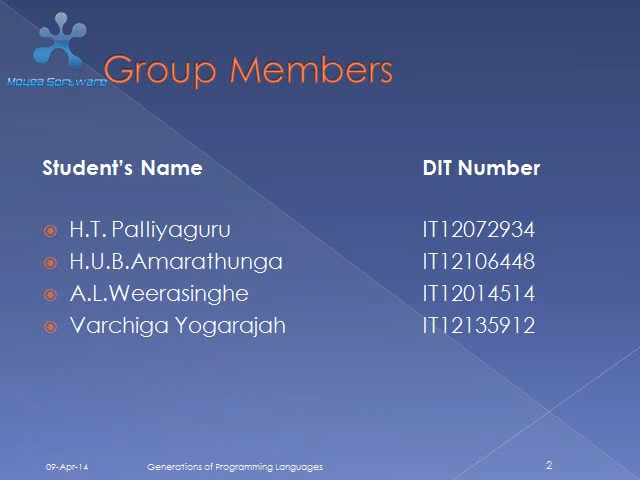 Moyea Software
Group Members
Student's Name DIT Number
H.T. Palliyaguru IT12072934
H.U.B.Amarathunga IT12106448
A.L.Weerasinghe IT12014514
Varchiga Yogarajah IT12135912
09-Apr-14 Generations of Programming Languages 2